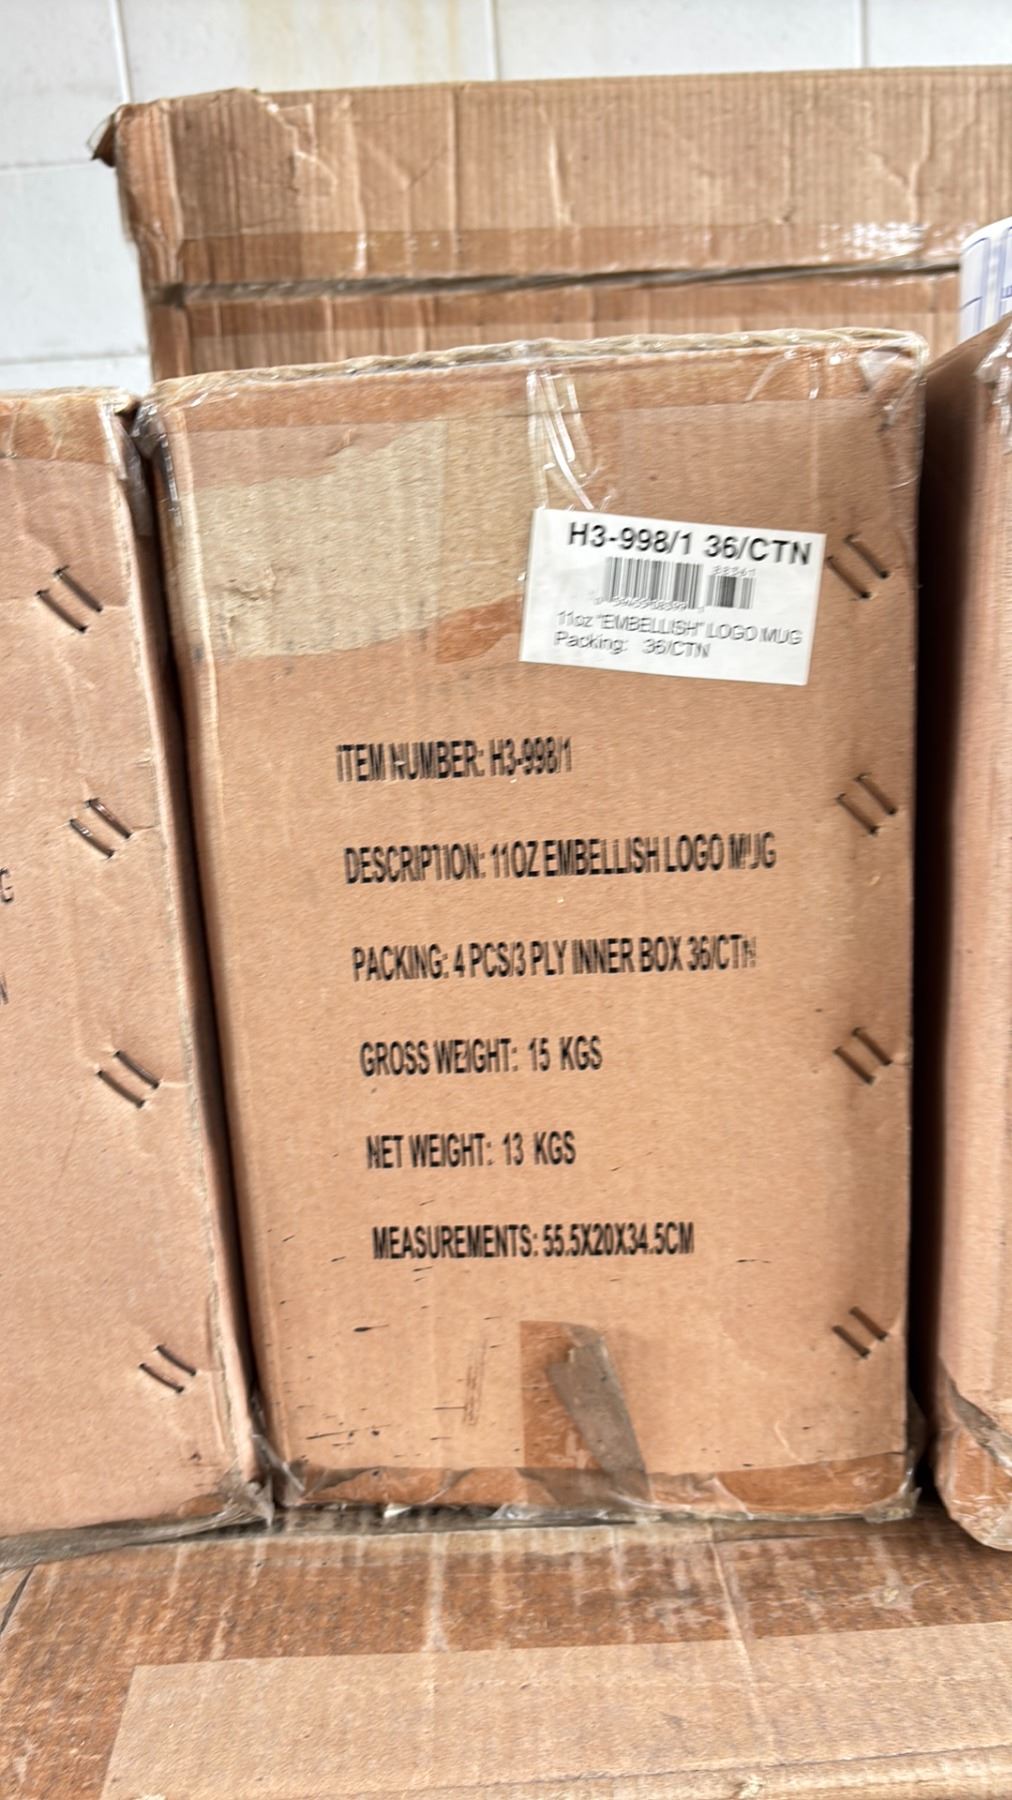 H3-998/1 36/CTN
11oz "EMBELLISH" LOGO MUG
Packing: 36/CTN
ITEM NUMBER: H3-998/1
DESCRIPTION: 11OZ EMBELLISH LOGO MUG
PACKING: 4 PCS/3 PLY INNER BOX 36/CTN
GROSS WEIGHT: 15 KGS
NET WEIGHT: 13 KGS
MEASUREMENTS: 55.5X20X34.5CM
G
N